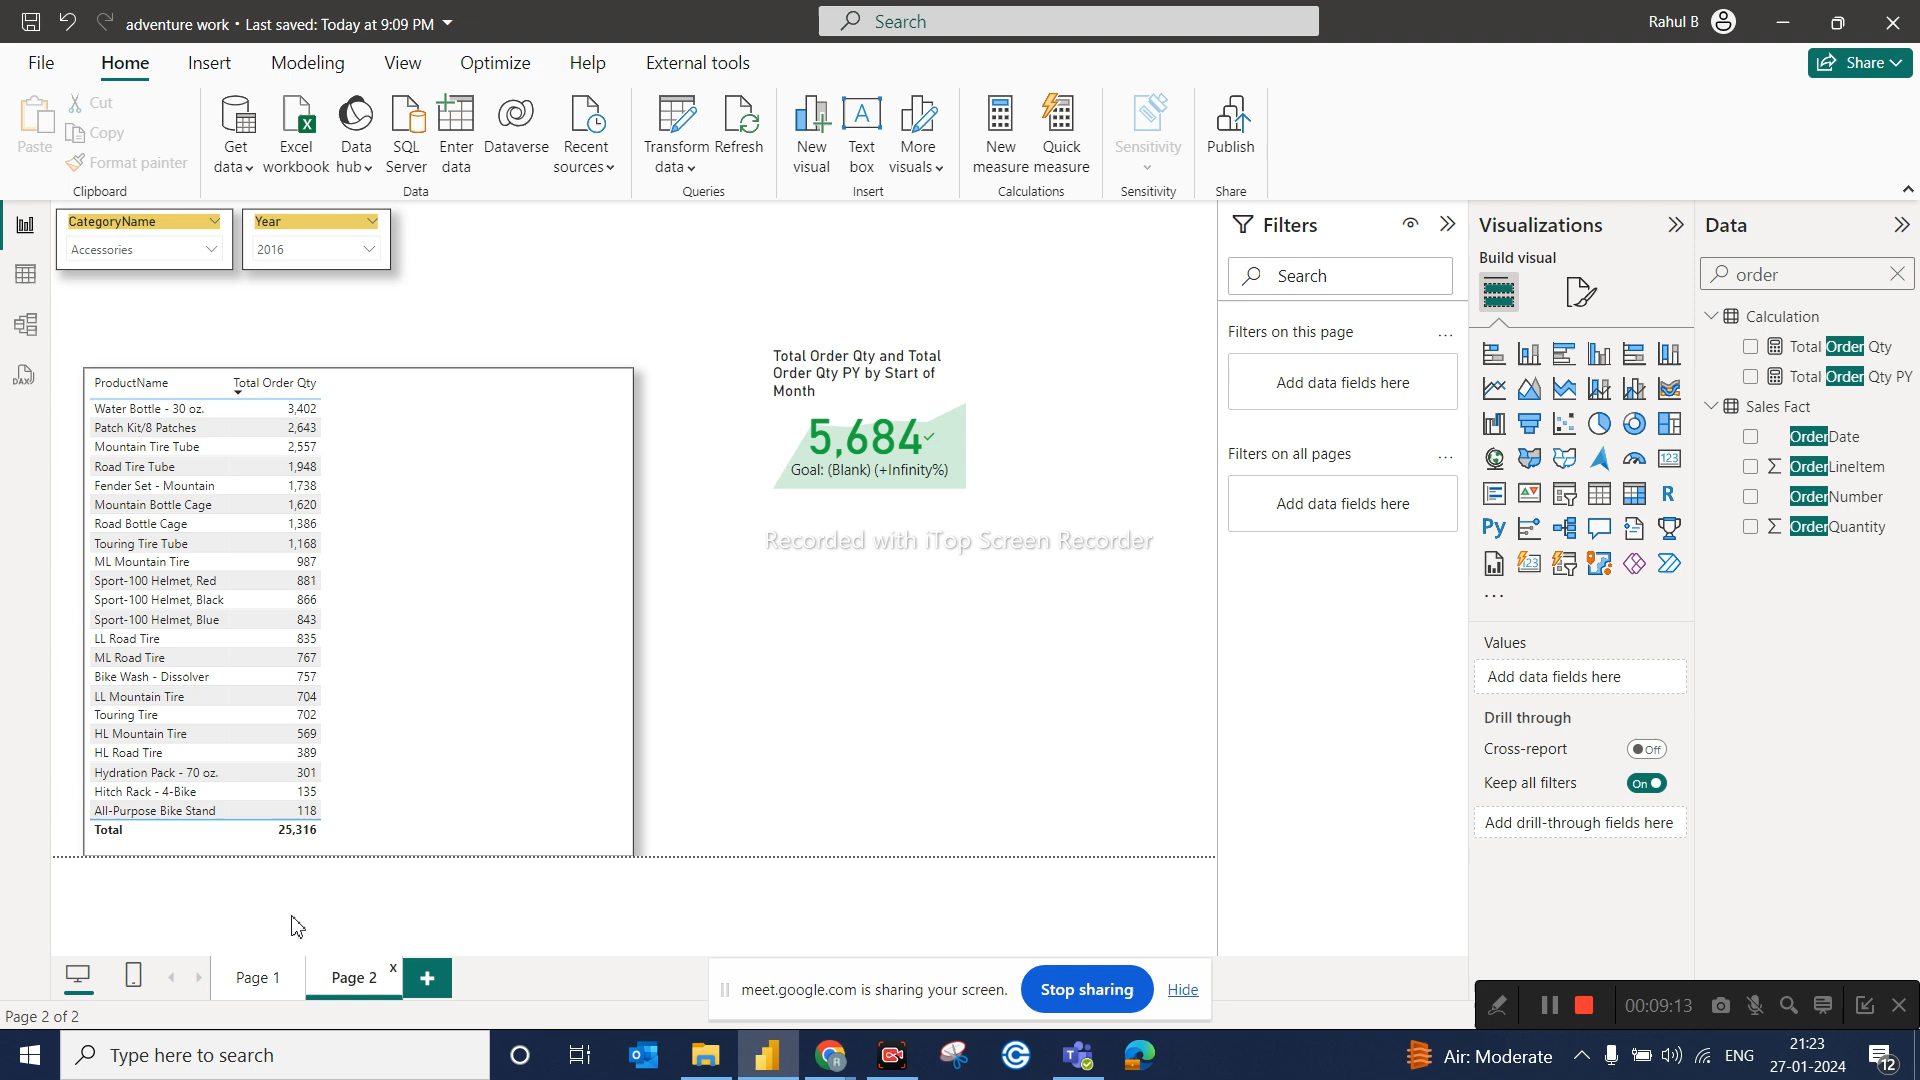 adventure work • Last saved: Today at 9:09 PM
Search
Rahul B
File
Home
Insert
Modeling
View
Optimize
Help
External tools
Share
Paste
Cut
Copy
Format painter
Clipboard
Get data
Excel workbook
Data hub
SQL Server
Enter data
Dataverse
Recent sources
Data
Transform data
Refresh
Queries
New visual
Text box
More visuals
Insert
New measure
Quick measure
Calculations
Sensitivity
Sensitivity
Publish
Share
CategoryName
Accessories
Year
2016
ProductName Total Order Qty
Water Bottle - 30 oz. 3,402
Patch Kit/8 Patches 2,643
Mountain Tire Tube 2,557
Road Tire Tube 1,948
Fender Set - Mountain 1,738
Mountain Bottle Cage 1,620
Road Bottle Cage 1,386
Touring Tire Tube 1,168
ML Mountain Tire 987
Sport-100 Helmet, Red 881
Sport-100 Helmet, Black 866
Sport-100 Helmet, Blue 843
LL Road Tire 835
ML Road Tire 767
Bike Wash - Dissolver 757
LL Mountain Tire 704
Touring Tire 702
HL Mountain Tire 569
HL Road Tire 389
Hydration Pack - 70 oz. 301
Hitch Rack - 4-Bike 135
All-Purpose Bike Stand 118
Total 25,316
Total Order Qty and Total
Order Qty PY by Start of
Month
5,684
Goal: (Blank) (+Infinity%)
Recorded with iTop Screen Recorder
Filters
Search
Filters on this page
Add data fields here
Filters on all pages
Add data fields here
Visualizations
Build visual
123
R
Py
123
Values
Add data fields here
Drill through
Cross-report
Off
Keep all filters
On
Add drill-through fields here
Data
order
Calculation
Total Order Qty
Total Order Qty PY
Sales Fact
OrderDate
OrderLineItem
OrderNumber
OrderQuantity
DAX
Page 1
Page 2
x
+
meet.google.com is sharing your screen.
Stop sharing
Hide
00:09:13
Page 2 of 2
Type here to search
Air: Moderate
ENG
21:23
27-01-2024
12